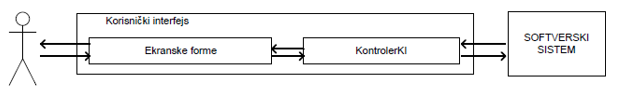 Korisnički interfejs
Ekranske forme
KontrolerKI
SOFTVERSKI
SISTEM